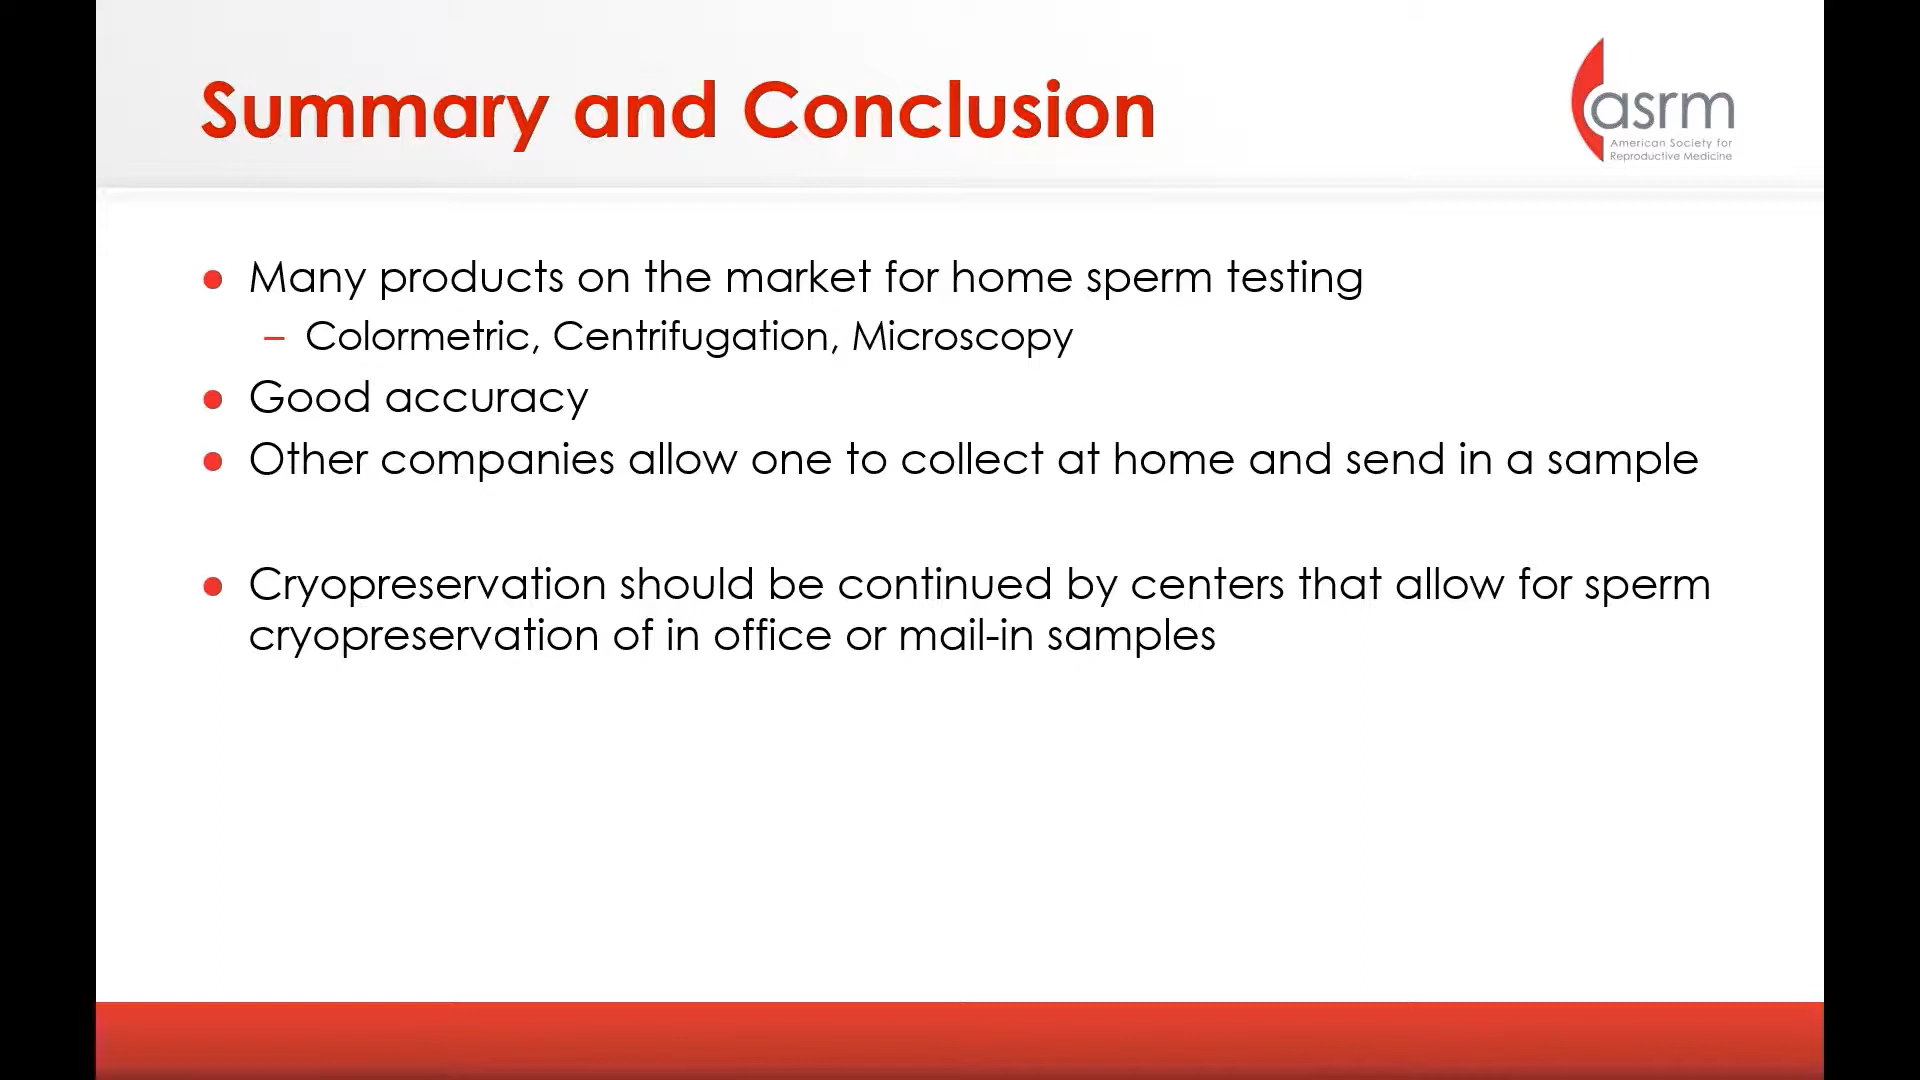 Summary and Conclusion
asrm
American Society for
Reproductive Medicine
● Many products on the market for home sperm testing
– Colormetric, Centrifugation, Microscopy
● Good accuracy
● Other companies allow one to collect at home and send in a sample
● Cryopreservation should be continued by centers that allow for sperm
cryopreservation of in office or mail-in samples